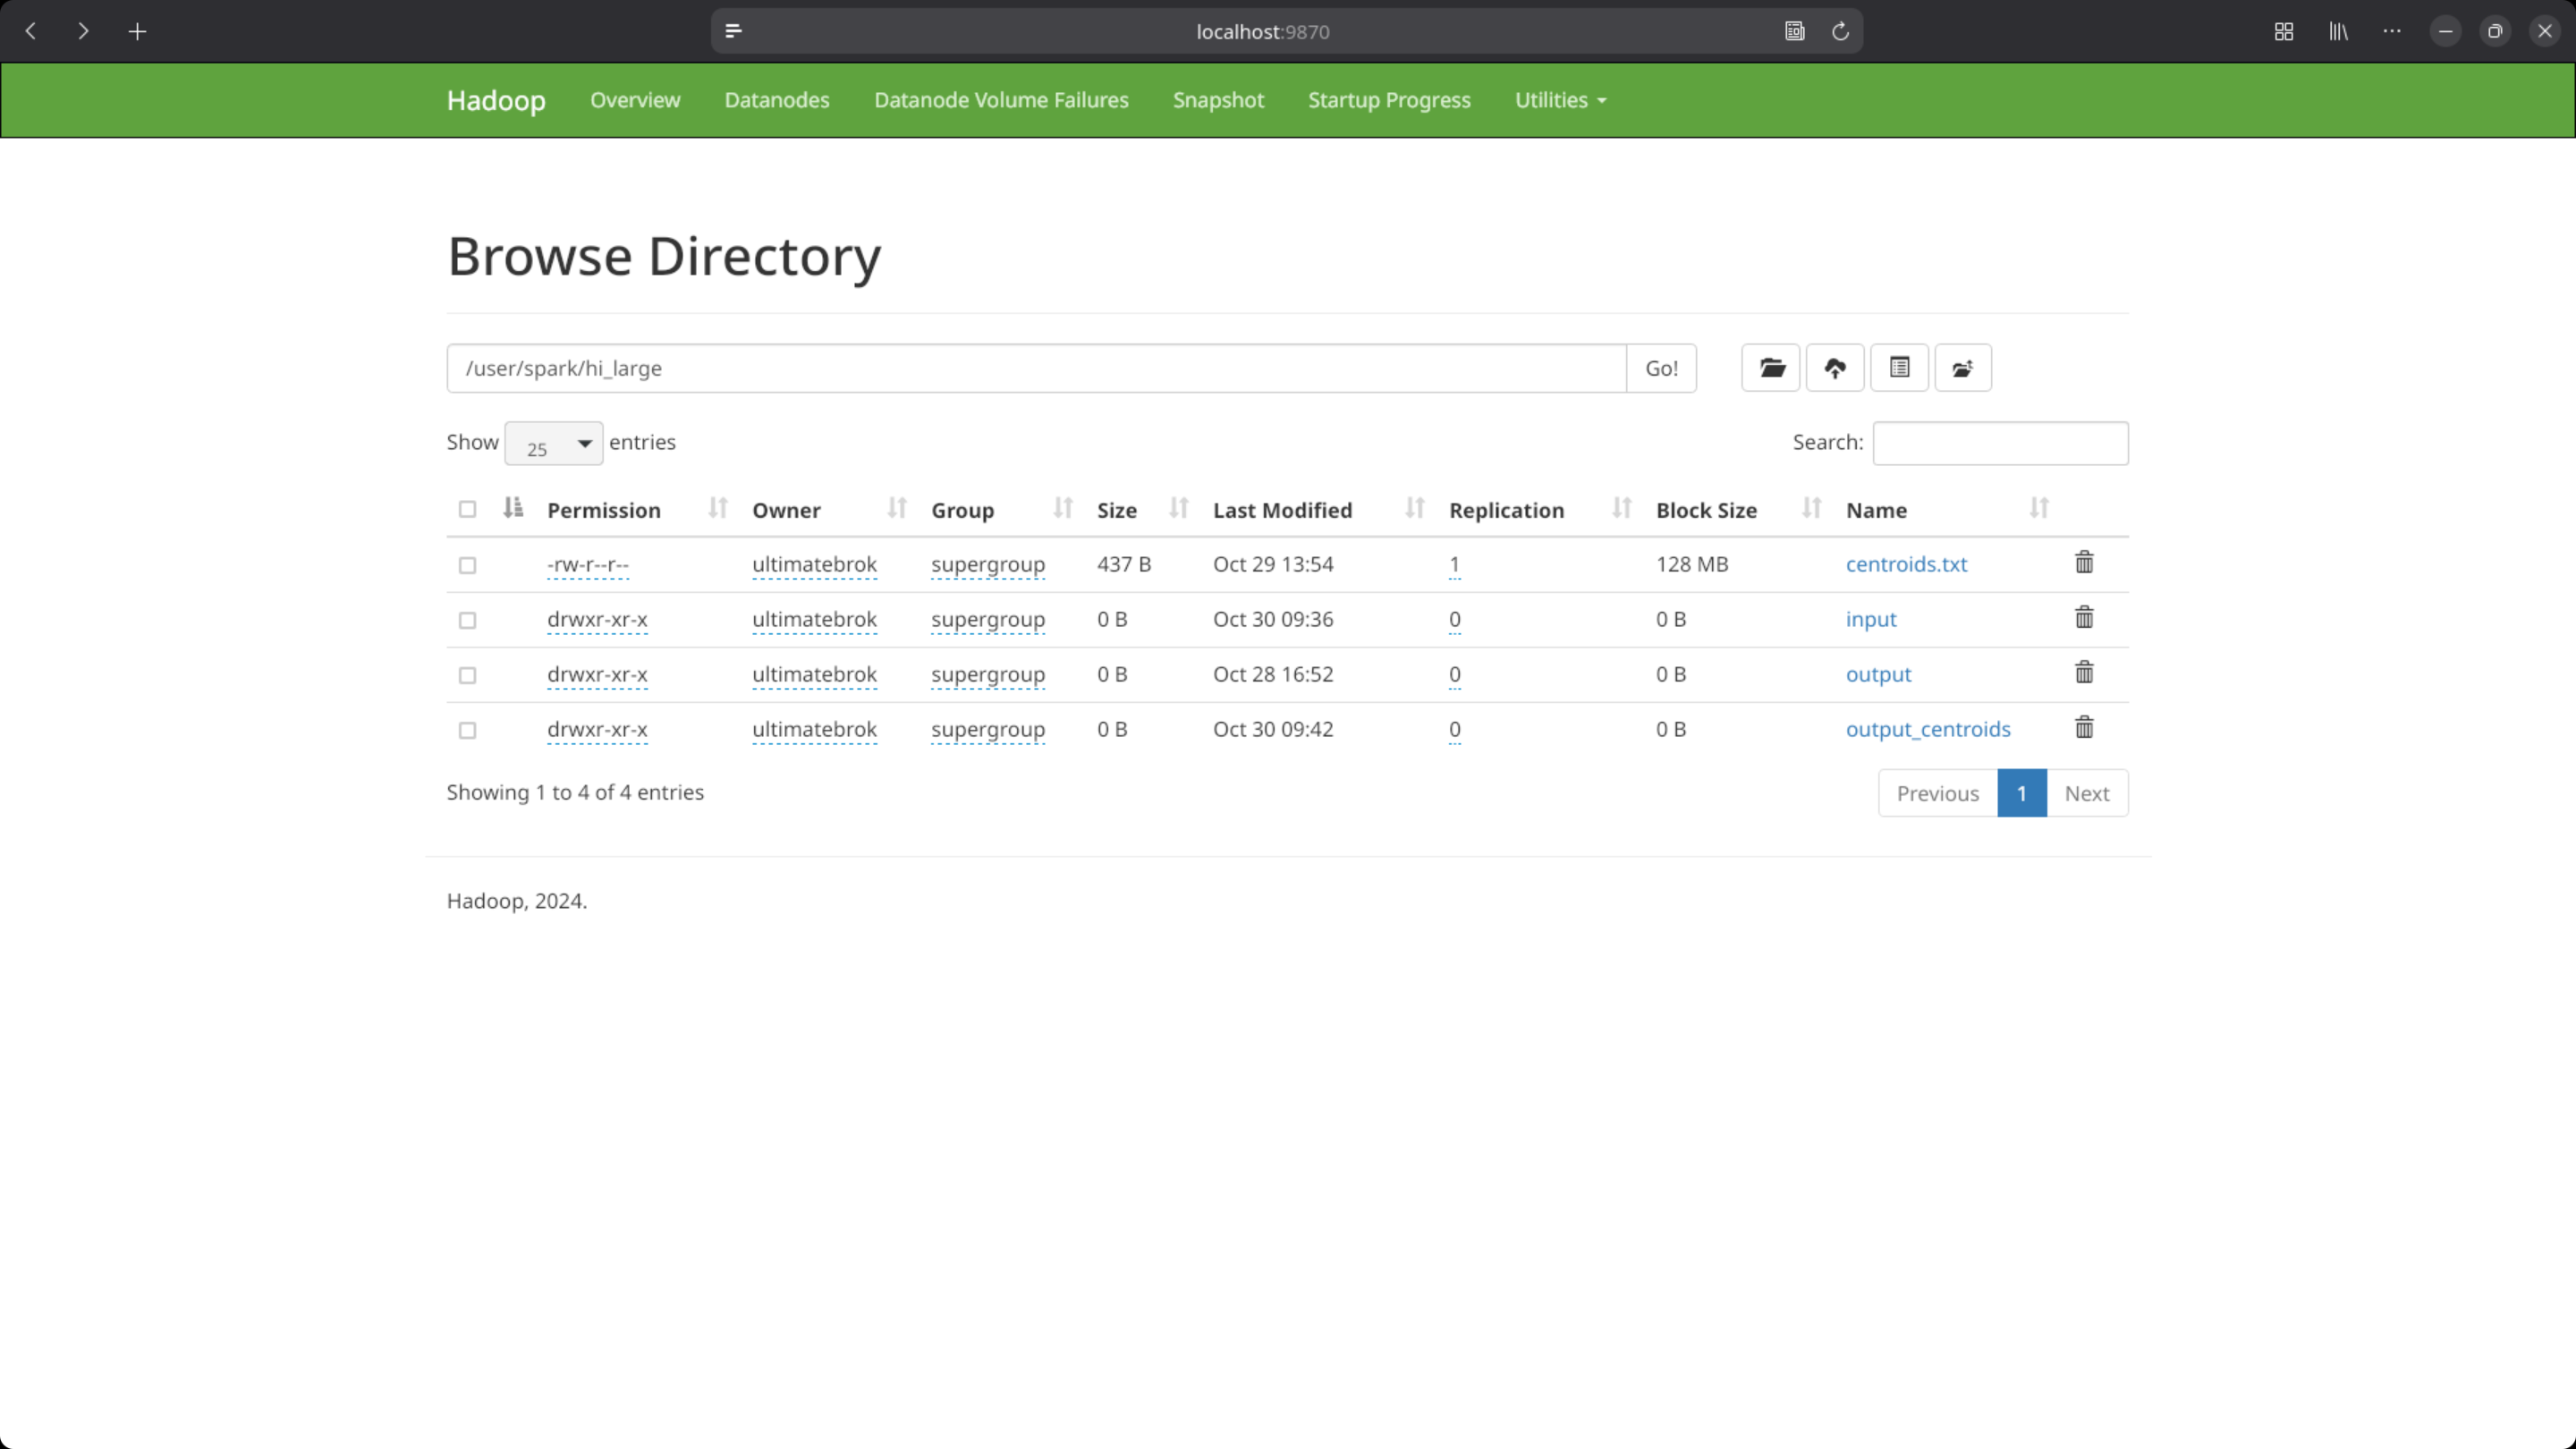 localhost:9870
Hadoop Overview Datanodes Datanode Volume Failures Snapshot Startup Progress Utilities
Browse Directory
/user/spark/hi_large Go!
Show 25 entries Search:
Permission Owner Group Size Last Modified Replication Block Size Name
-rw-r--r-- ultimatebrok supergroup 437 B Oct 29 13:54 1 128 MB centroids.txt
drwxr-xr-x ultimatebrok supergroup 0 B Oct 30 09:36 0 0 B input
drwxr-xr-x ultimatebrok supergroup 0 B Oct 28 16:52 0 0 B output
drwxr-xr-x ultimatebrok supergroup 0 B Oct 30 09:42 0 0 B output_centroids
Showing 1 to 4 of 4 entries Previous 1 Next
Hadoop, 2024.